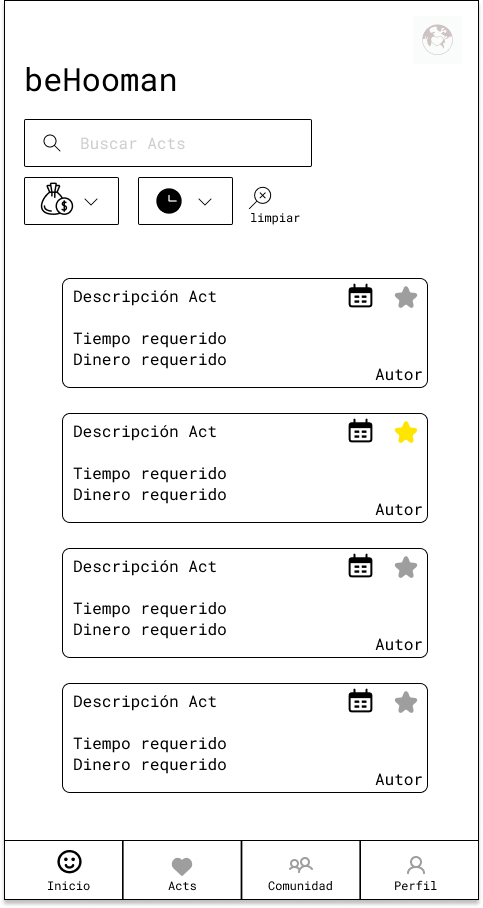 beHooman
Buscar Acts
limpiar
Descripción Act
Tiempo requerido
Dinero requerido
Autor
Descripción Act
Tiempo requerido
Dinero requerido
Autor
Descripción Act
Tiempo requerido
Dinero requerido
Autor
Descripción Act
Tiempo requerido
Dinero requerido
Autor
Inicio
Acts
Comunidad
Perfil